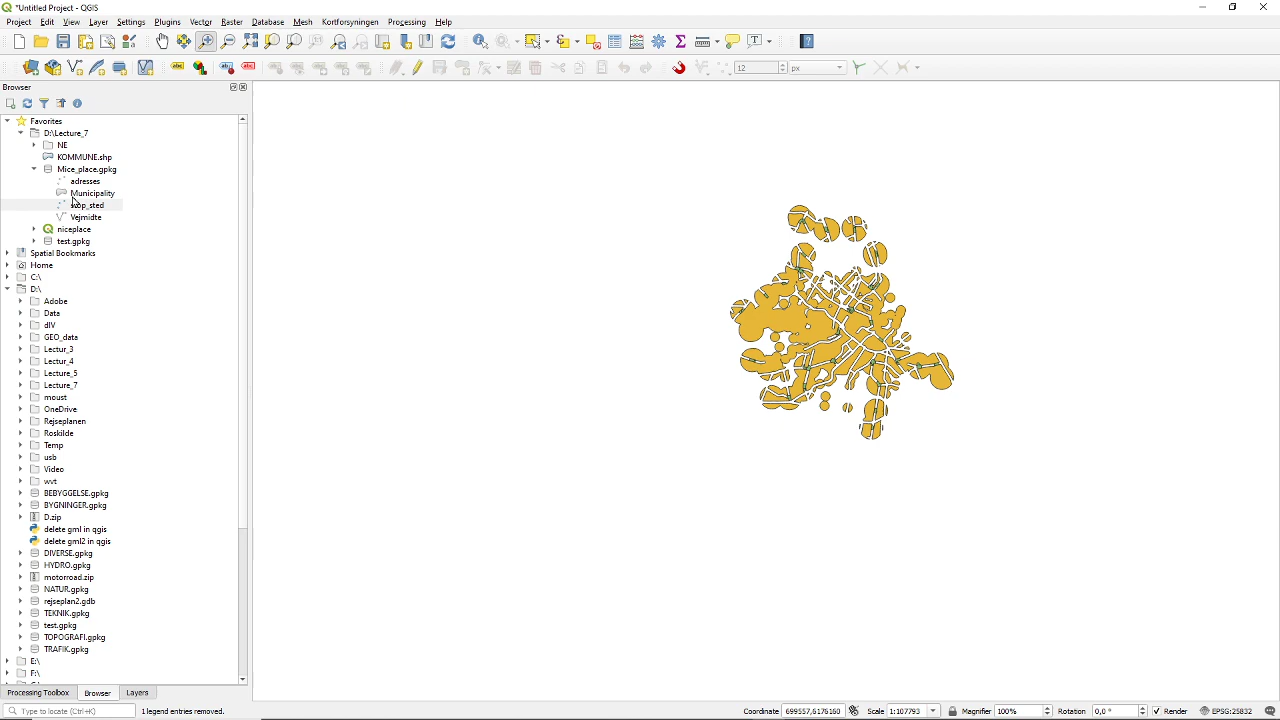 *Untitled Project - QGIS
Project Edit View Layer Settings Plugins Vector Raster Database Mesh Kortforsyningen Processing Help
12 px
Browser
Favorites
D:\Lecture_7
NE
KOMMUNE.shp
Mice_place.gpkg
adresses
Municipality
Vejmidte
niceplace
test.gpkg
Spatial Bookmarks
Home
C:\
D:\
Adobe
Data
dIV
GEO_data
Lectur_3
Lectur_4
Lecture_5
Lecture_7
moust
OneDrive
Rejseplanen
Roskilde
Temp
usb
Video
wvt
BEBYGGELSE.gpkg
BYGNINGER.gpkg
D.zip
delete gml in qgis
delete gml2 in qgis
DIVERSE.gpkg
HYDRO.gpkg
motorroad.zip
NATUR.gpkg
rejseplan2.gdb
TEKNIK.gpkg
test.gpkg
TOPOGRAFI.gpkg
TRAFIK.gpkg
E:\
F:\
Processing Toolbox Browser Layers
Type to locate (Ctrl+K) 1 legend entries removed. Coordinate 699557,6176160 Scale 1:107793 Magnifier 100% Rotation 0,0 ° Render EPSG:25832